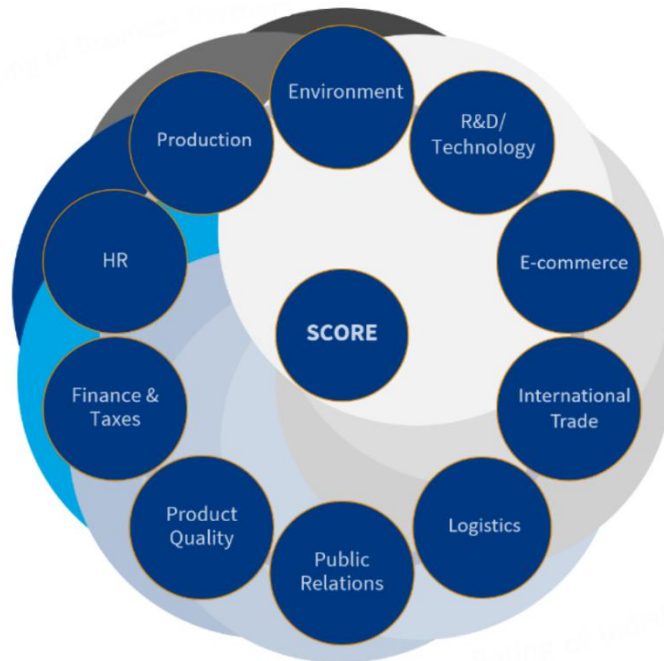 Environment
R&D/
Technology
E-commerce
International
Trade
Logistics
Public
Relations
Product
Quality
Finance &
Taxes
HR
Production
SCORE